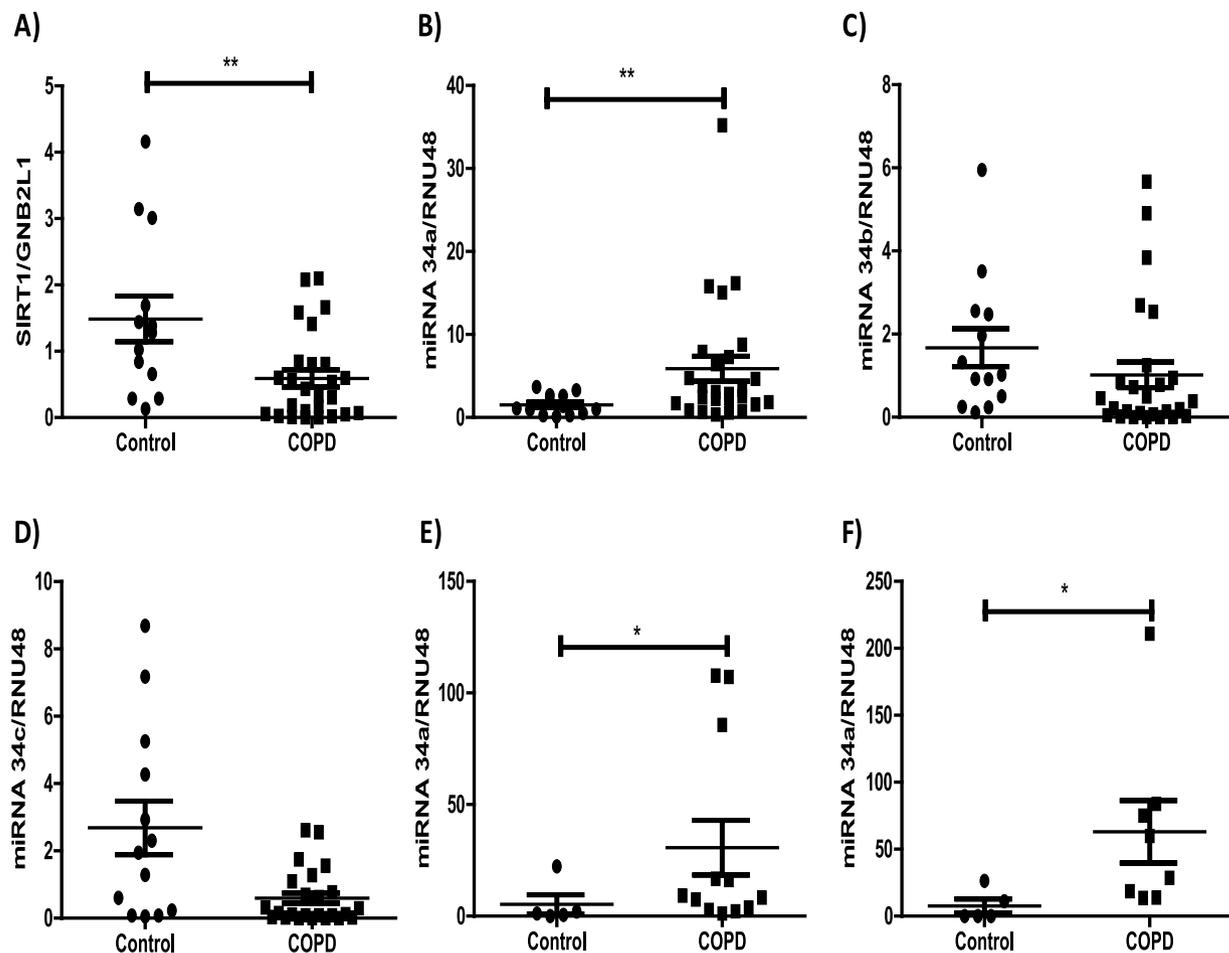 A)
SIRT1/GNB2L1
5
4
3
2
1
0
**
Control
COPD
B)
miRNA 34a/RNU48
40
30
20
10
0
**
Control
COPD
C)
miRNA 34b/RNU48
8
6
4
2
0
Control
COPD
D)
miRNA 34c/RNU48
10
8
6
4
2
0
Control
COPD
E)
miRNA 34a/RNU48
150
100
50
0
*
Control
COPD
F)
miRNA 34a/RNU48
250
200
150
100
50
0
*
Control
COPD